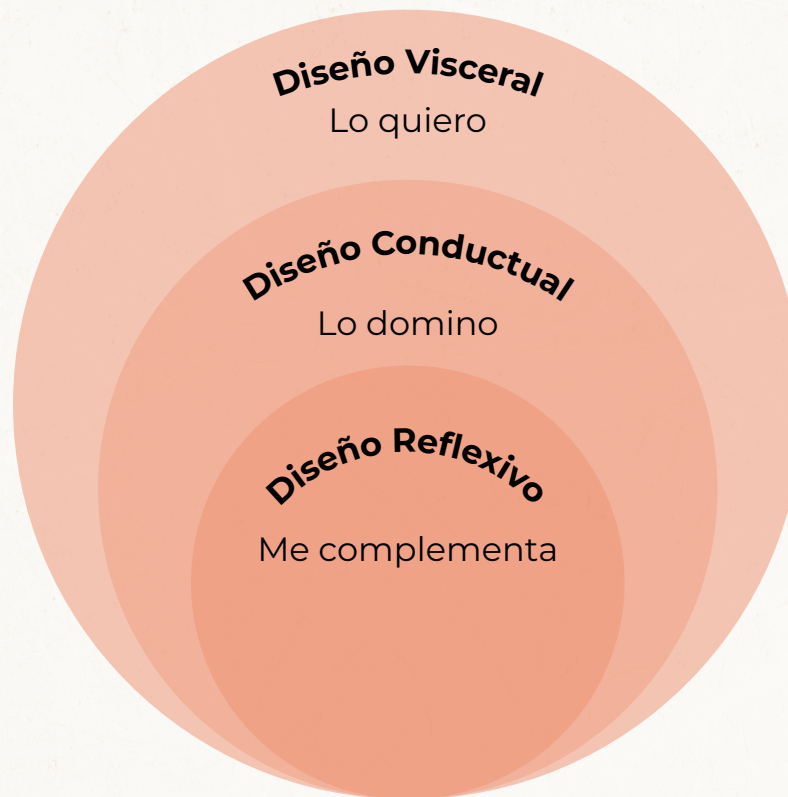 Diseño Visceral
Lo quiero
Diseño Conductual
Lo domino
Diseño Reflexivo
Me complementa